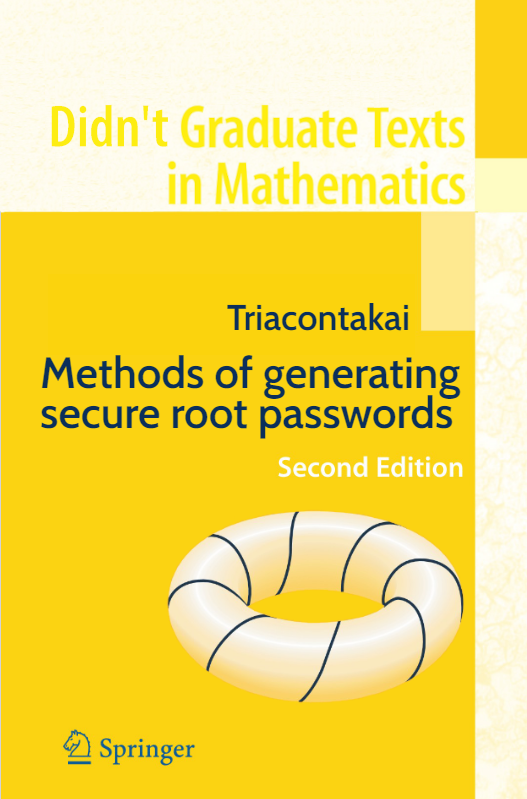 Didn't Graduate Texts
in Mathematics
Triacontakai
Methods of generating
secure root passwords
Second Edition
Springer